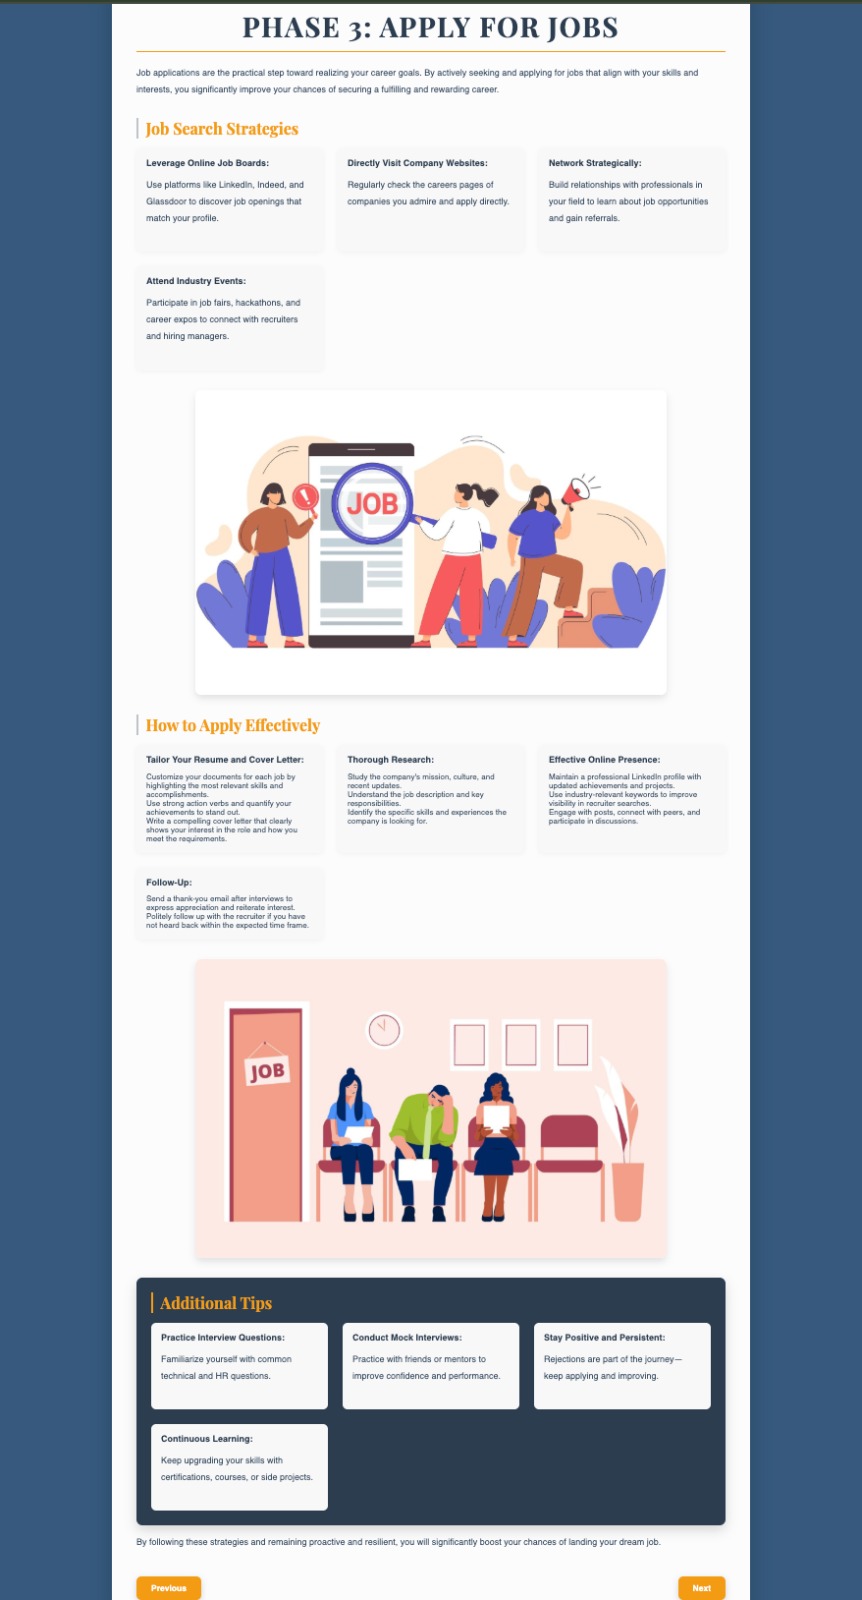 PHASE 3: APPLY FOR JOBS
Job applications are the practical step toward realizing your career goals. By actively seeking and applying for jobs that align with your skills and
interests, you significantly improve your chances of securing a fulfilling and rewarding career.
Job Search Strategies
Leverage Online Job Boards:
Use platforms like LinkedIn, Indeed, and
Glassdoor to discover job openings that
match your profile.
Directly Visit Company Websites:
Regularly check the careers pages of
companies you admire and apply directly.
Network Strategically:
Build relationships with professionals in
your field to learn about job opportunities
and gain referrals.
Attend Industry Events:
Participate in job fairs, hackathons, and
career expos to connect with recruiters
and hiring managers.
JOB
How to Apply Effectively
Tailor Your Resume and Cover Letter:
Customize your documents for each job by
highlighting the most relevant skills and
accomplishments.
Use strong action verbs and quantify your
achievements to stand out.
Write a compelling cover letter that clearly
shows your interest in the role and how you
meet the requirements.
Thorough Research:
Study the company's mission, culture, and
recent updates.
Understand the job description and key
responsibilities.
Identify the specific skills and experiences the
company is looking for.
Effective Online Presence:
Maintain a professional LinkedIn profile with
updated achievements and projects.
Use industry-relevant keywords to improve
visibility in recruiter searches.
Engage with posts, connect with peers, and
participate in discussions.
Follow-Up:
Send a thank-you email after interviews to
express appreciation and reiterate interest.
Politely follow up with the recruiter if you have
not heard back within the expected time frame.
JOB
Additional Tips
Practice Interview Questions:
Familiarize yourself with common
technical and HR questions.
Conduct Mock Interviews:
Practice with friends or mentors to
improve confidence and performance.
Stay Positive and Persistent:
Rejections are part of the journey—
keep applying and improving.
Continuous Learning:
Keep upgrading your skills with
certifications, courses, or side projects.
By following these strategies and remaining proactive and resilient, you will significantly boost your chances of landing your dream job.
Previous
Next